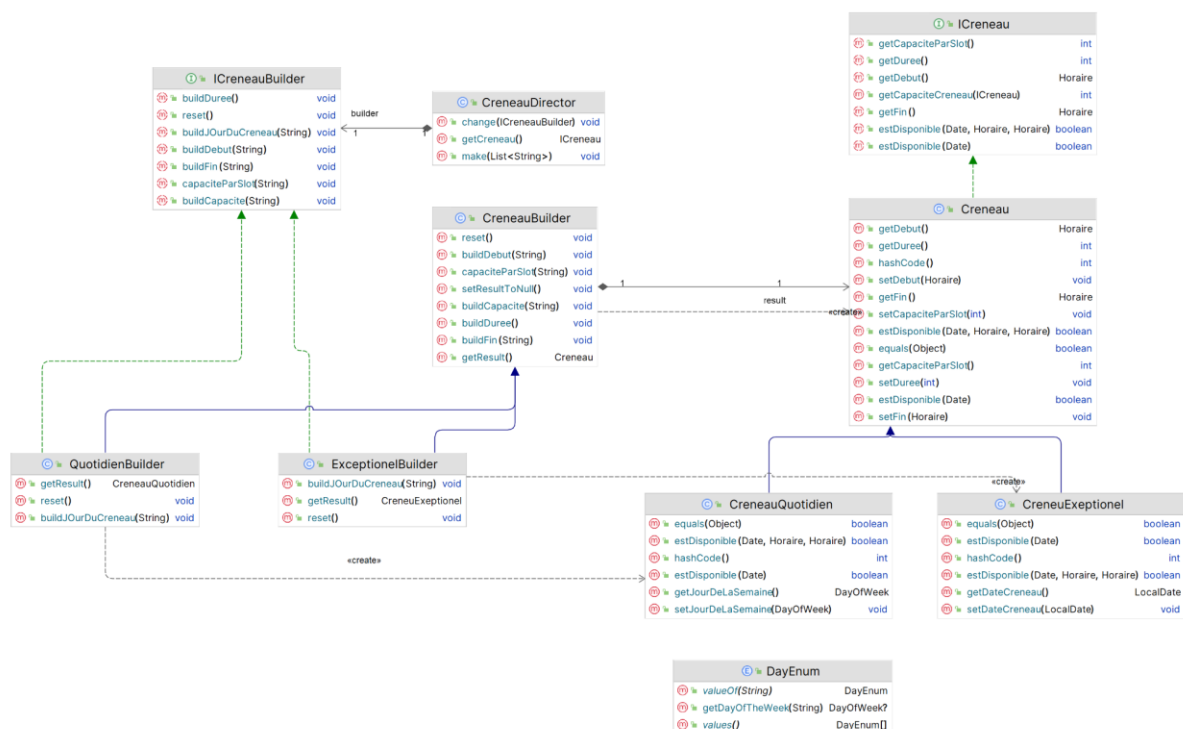 ICreneau
getCapaciteParSlot() int
getDuree() int
getDebut() Horaire
getCapaciteCreneau(ICreneau) int
getFin() Horaire
estDisponible(Date, Horaire, Horaire) boolean
estDisponible(Date) boolean
ICreneauBuilder
buildDuree() void
reset() void
buildJOurDuCreneau(String) void
buildDebut(String) void
buildFin(String) void
capaciteParSlot(String) void
buildCapacite(String) void
builder
1
1
CreneauDirector
change(ICreneauBuilder) void
getCreneau() ICreneau
make(List<String>) void
CreneauBuilder
reset() void
buildDebut(String) void
capaciteParSlot(String) void
setResultToNull() void
buildCapacite(String) void
buildDuree() void
buildFin(String) void
getResult() Creneau
1
1
result
«create»
Creneau
getDebut() Horaire
getDuree() int
hashCode() int
setDebut(Horaire) void
getFin() Horaire
setCapaciteParSlot(int) void
estDisponible(Date, Horaire, Horaire) boolean
equals(Object) boolean
getCapaciteParSlot() int
setDuree(int) void
estDisponible(Date) boolean
setFin(Horaire) void
QuotidienBuilder
getResult() CreneauQuotidien
reset() void
buildJOurDuCreneau(String) void
ExceptionelBuilder
buildJOurDuCreneau(String) void
getResult() CreneuExeptionel
reset() void
«create»
«create»
CreneauQuotidien
equals(Object) boolean
estDisponible(Date, Horaire, Horaire) boolean
hashCode() int
estDisponible(Date) boolean
getJourDeLaSemaine() DayOfWeek
setJourDeLaSemaine(DayOfWeek) void
CreneuExeptionel
equals(Object) boolean
estDisponible(Date) boolean
hashCode() int
estDisponible(Date, Horaire, Horaire) boolean
getDateCreneau() LocalDate
setDateCreneau(LocalDate) void
DayEnum
valueOf(String) DayEnum
getDayOfTheWeek(String) DayOfWeek?
values() DayEnum[]